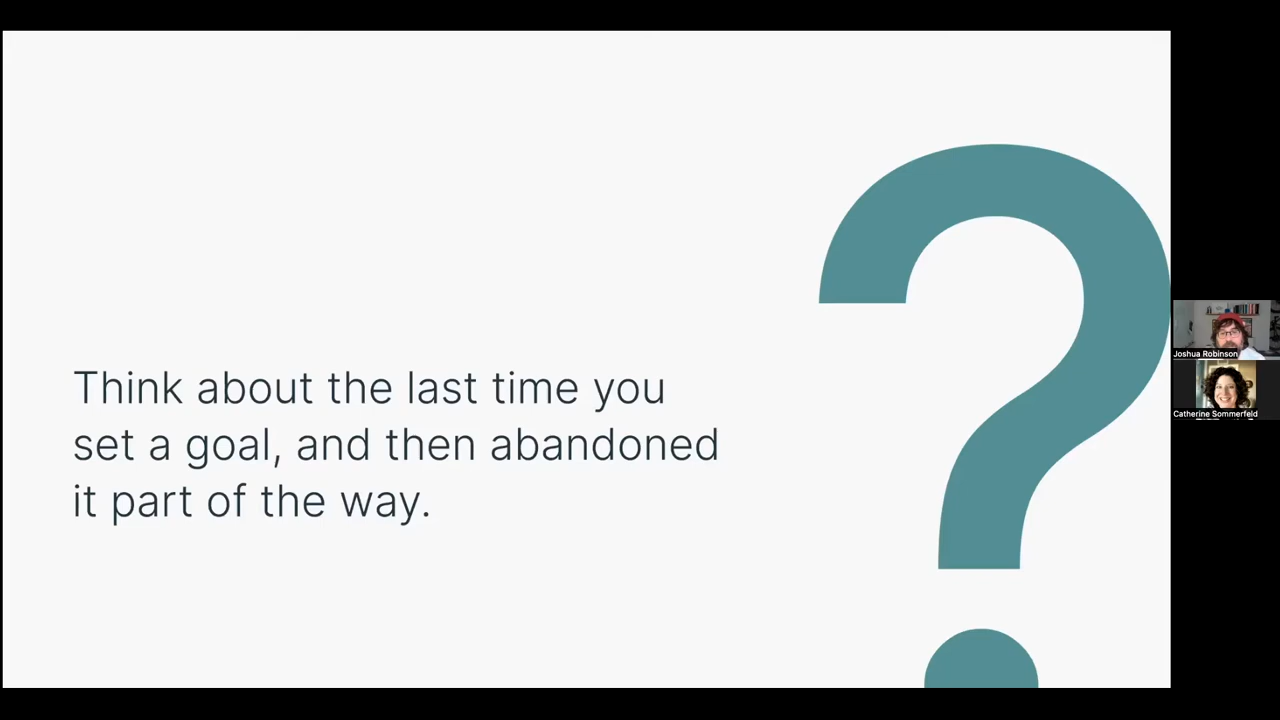 Think about the last time you
set a goal, and then abandoned
it part of the way.
?
Joshua Robinson
Catherine Sommerfeld